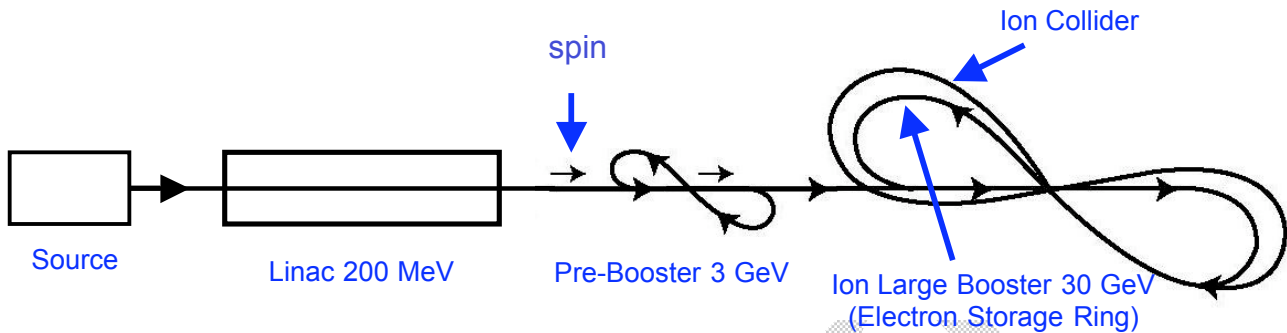 Ion Collider
spin
Source
Linac 200 MeV
Pre-Booster 3 GeV
Ion Large Booster 30 GeV
(Electron Storage Ring)